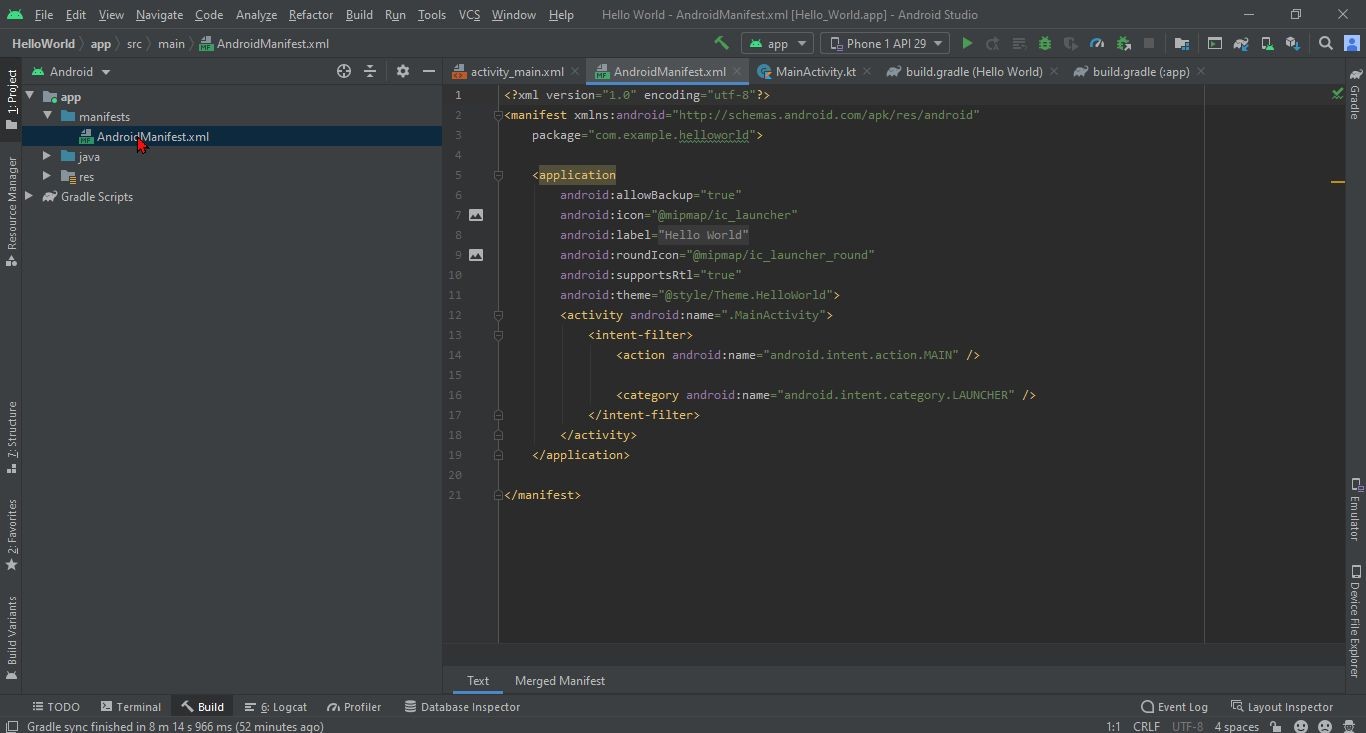 File Edit View Navigate Code Analyze Refactor Build Run Tools VCS Window Help Hello World - AndroidManifest.xml [Hello_World.app] - Android Studio
HelloWorld app src main AndroidManifest.xml app Phone 1 API 29
1: Project
Resource Manager
7: Structure
2: Favorites
Build Variants
Android
app
manifests
AndroidManifest.xml
java
res
Gradle Scripts
activity_main.xml AndroidManifest.xml MainActivity.kt build.gradle (Hello World) build.gradle (:app)
1 <?xml version="1.0" encoding="utf-8"?>
2 <manifest xmlns:android="http://schemas.android.com/apk/res/android"
3 package="com.example.helloworld">
4
5 <application
6 android:allowBackup="true"
7 android:icon="@mipmap/ic_launcher"
8 android:label="Hello World"
9 android:roundIcon="@mipmap/ic_launcher_round"
10 android:supportsRtl="true"
11 android:theme="@style/Theme.HelloWorld">
12 <activity android:name=".MainActivity">
13 <intent-filter>
14 <action android:name="android.intent.action.MAIN" />
15
16 <category android:name="android.intent.category.LAUNCHER" />
17 </intent-filter>
18 </activity>
19 </application>
20
21 </manifest>
Text Merged Manifest
Gradle
Emulator
Device File Explorer
TODO Terminal Build 6: Logcat Profiler Database Inspector Event Log Layout Inspector
Gradle sync finished in 8 m 14 s 966 ms (52 minutes ago) 1:1 CRLF UTF-8 4 spaces